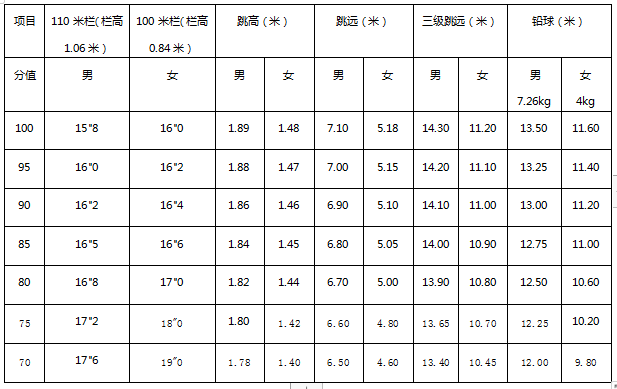 项目 110 米栏(栏高 1.06 米) 100 米栏(栏高 0.84 米) 跳高（米） 跳远（米） 三级跳远（米） 铅球（米）
分值 男 女 男 女 男 女 男 女 男 7.26kg 女 4kg
100 15"8 16"0 1.89 1.48 7.10 5.18 14.30 11.20 13.50 11.60
95 16"0 16"2 1.88 1.47 7.00 5.15 14.20 11.10 13.25 11.40
90 16"2 16"4 1.86 1.46 6.90 5.10 14.10 11.00 13.00 11.20
85 16"5 16"6 1.84 1.45 6.80 5.05 14.00 10.90 12.75 11.00
80 16"8 17"0 1.82 1.44 6.70 5.00 13.90 10.80 12.50 10.60
75 17"2 18″0 1.80 1.42 6.60 4.80 13.65 10.70 12.25 10.20
70 17"6 19″0 1.78 1.40 6.50 4.60 13.40 10.45 12.00 9.80